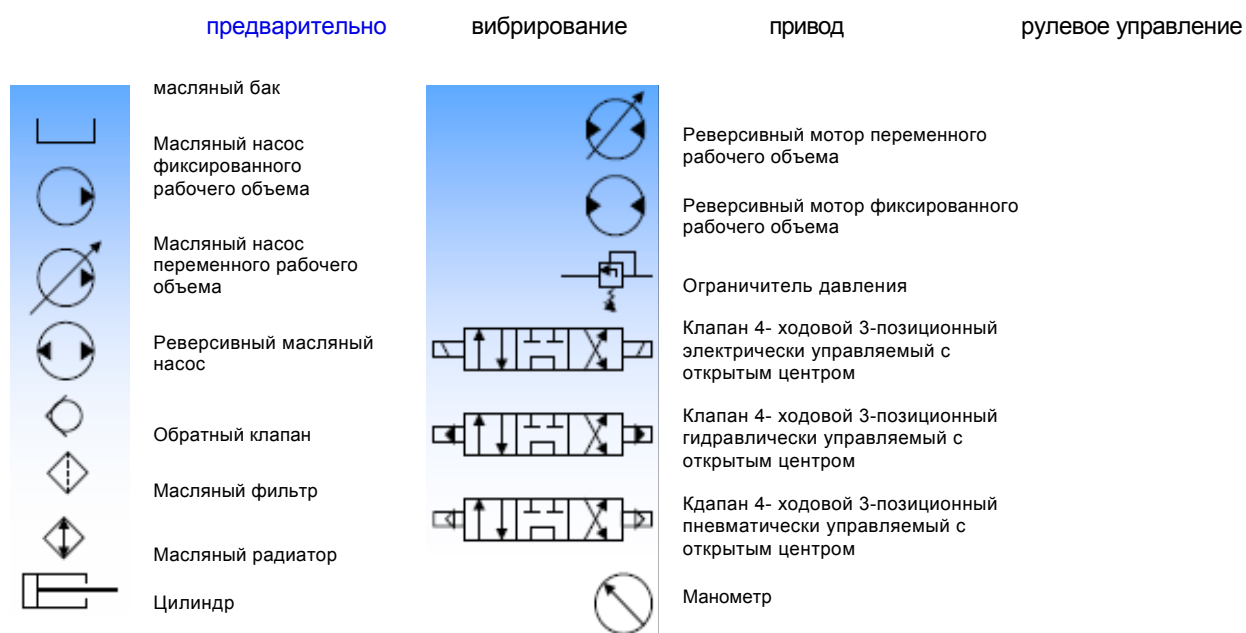 предварительно вибрирование привод рулевое управление
масляный бак
Масляный насос
фиксированного
рабочего объема
Масляный насос
переменного рабочего
объема
Реверсивный масляный
насос
Обратный клапан
Масляный фильтр
Масляный радиатор
Цилиндр
Реверсивный мотор переменного
рабочего объема
Реверсивный мотор фиксированного
рабочего объема
Ограничитель давления
Клапан 4- ходовой 3-позиционный
электрически управляемый с
открытым центром
Клапан 4- ходовой 3-позиционный
гидравлически управляемый с
открытым центром
Кдапан 4- ходовой 3-позиционный
пневматически управляемый с
открытым центром
Манометр